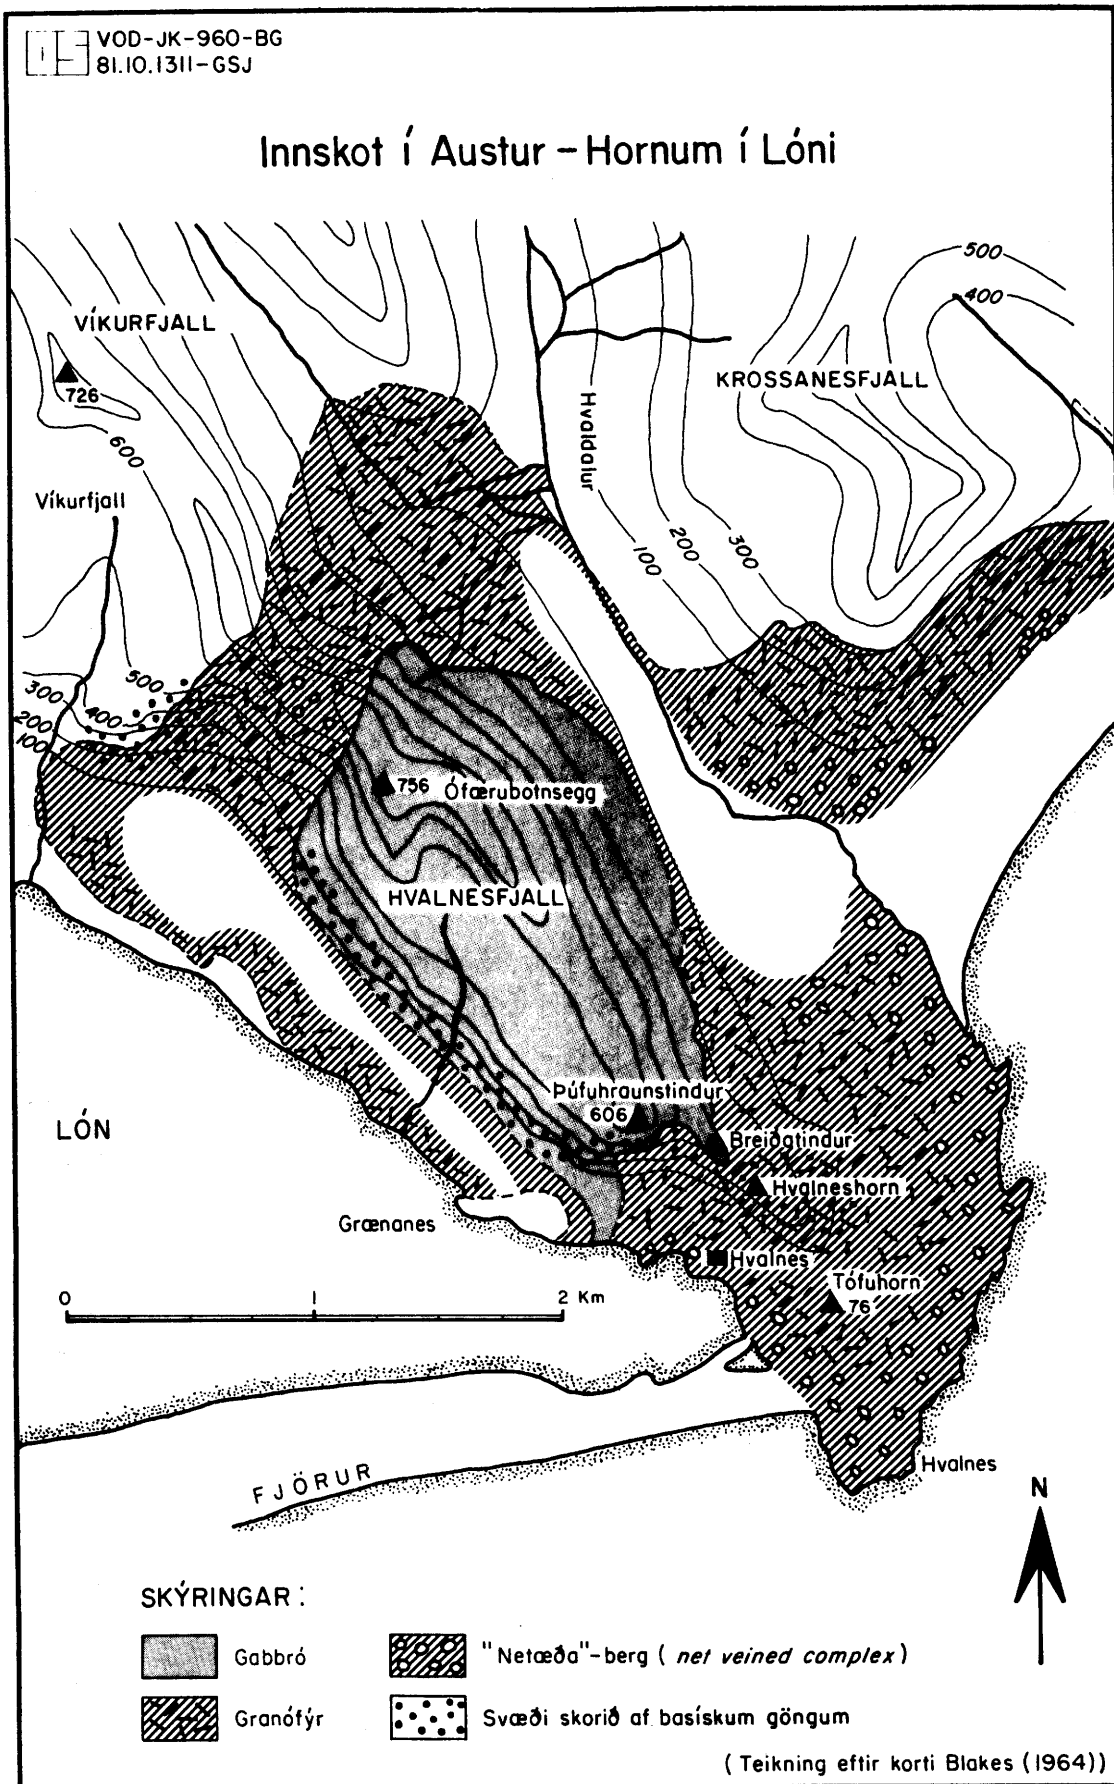 VOD-JK-960-BG
81.10.1311-GSJ
Innskot í Austur – Hornum í Lóni
500
400
VÍKURFJALL
726
KROSSANESFJALL
600
Hvaldalur
Víkurfjall
100
200
300
500
300
400
200
100
756 Ófærubotnsegg
HVALNESFJALL
Þúfuhraunstindur
606
LÓN
Breiðatindur
Hvalneshorn
Grænanes
Hvalnes
Tófuhorn
76
0 1 2 Km
FJÖRUR
Hvalnes
N
SKÝRINGAR :
Gabbró
"Netæða"-berg ( net veined complex )
Granófýr
Svæði skorið af basískum göngum
( Teikning eftir korti Blakes (1964))